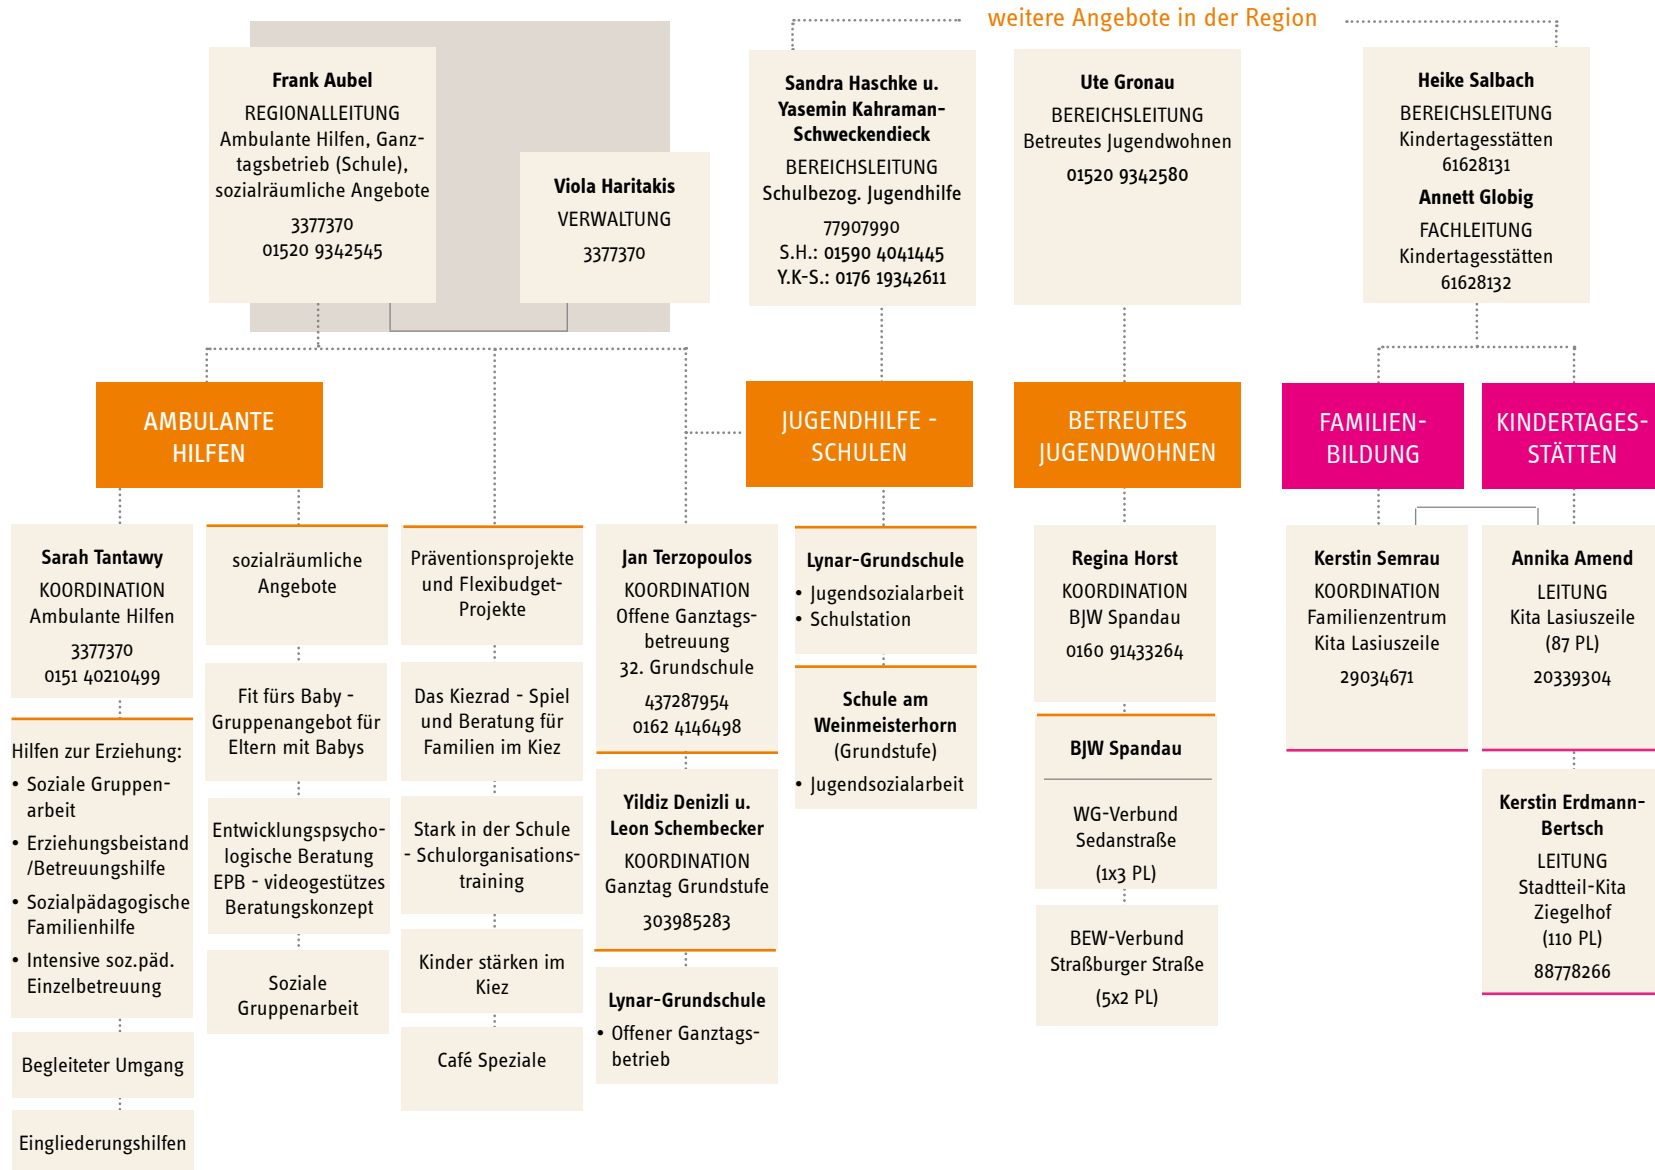 weitere Angebote in der Region
Frank Aubel
REGIONALLEITUNG
Ambulante Hilfen, Ganz-
tagsbetrieb (Schule),
sozialräumliche Angebote
3377370
01520 9342545
Viola Haritakis
VERWALTUNG
3377370
Sandra Haschke u.
Yasemin Kahraman-
Schweckendieck
BEREICHSLEITUNG
Schulbezog. Jugendhilfe
77907990
S.H.: 01590 4041445
Y.K-S.: 0176 19342611
Ute Gronau
BEREICHSLEITUNG
Betreutes Jugendwohnen
01520 9342580
Heike Salbach
BEREICHSLEITUNG
Kindertagesstätten
61628131
Annett Globig
FACHLEITUNG
Kindertagesstätten
61628132
AMBULANTE
HILFEN
JUGENDHILFE -
SCHULEN
BETREUTES
JUGENDWOHNEN
FAMILIEN-
BILDUNG
KINDERTAGES-
STÄTTEN
Sarah Tantawy
KOORDINATION
Ambulante Hilfen
3377370
0151 40210499
Hilfen zur Erziehung:
• Soziale Gruppen-
arbeit
• Erziehungsbeistand
/Betreuungshilfe
• Sozialpädagogische
Familienhilfe
• Intensive soz.päd.
Einzelbetreuung
Begleiteter Umgang
Eingliederungshilfen
sozialräumliche
Angebote
Fit fürs Baby -
Gruppenangebot für
Eltern mit Babys
Entwicklungspsycho-
logische Beratung
EPB - videogestützes
Beratungskonzept
Soziale
Gruppenarbeit
Präventionsprojekte
und Flexibudget-
Projekte
Das Kiezrad - Spiel
und Beratung für
Familien im Kiez
Stark in der Schule
- Schulorganisations-
training
Kinder stärken im
Kiez
Café Speziale
Jan Terzopoulos
KOORDINATION
Offene Ganztags-
betreuung
32. Grundschule
437287954
0162 4146498
Yildiz Denizli u.
Leon Schembecker
KOORDINATION
Ganztag Grundstufe
303985283
Lynar-Grundschule
• Offener Ganztags-
betrieb
Lynar-Grundschule
• Jugendsozialarbeit
• Schulstation
Schule am
Weinmeisterhorn
(Grundstufe)
• Jugendsozialarbeit
Regina Horst
KOORDINATION
BJW Spandau
0160 91433264
BJW Spandau
WG-Verbund
Sedanstraße
(1x3 PL)
BEW-Verbund
Straßburger Straße
(5x2 PL)
Kerstin Semrau
KOORDINATION
Familienzentrum
Kita Lasiuszeile
29034671
Annika Amend
LEITUNG
Kita Lasiuszeile
(87 PL)
20339304
Kerstin Erdmann-
Bertsch
LEITUNG
Stadtteil-Kita
Ziegelhof
(110 PL)
88778266